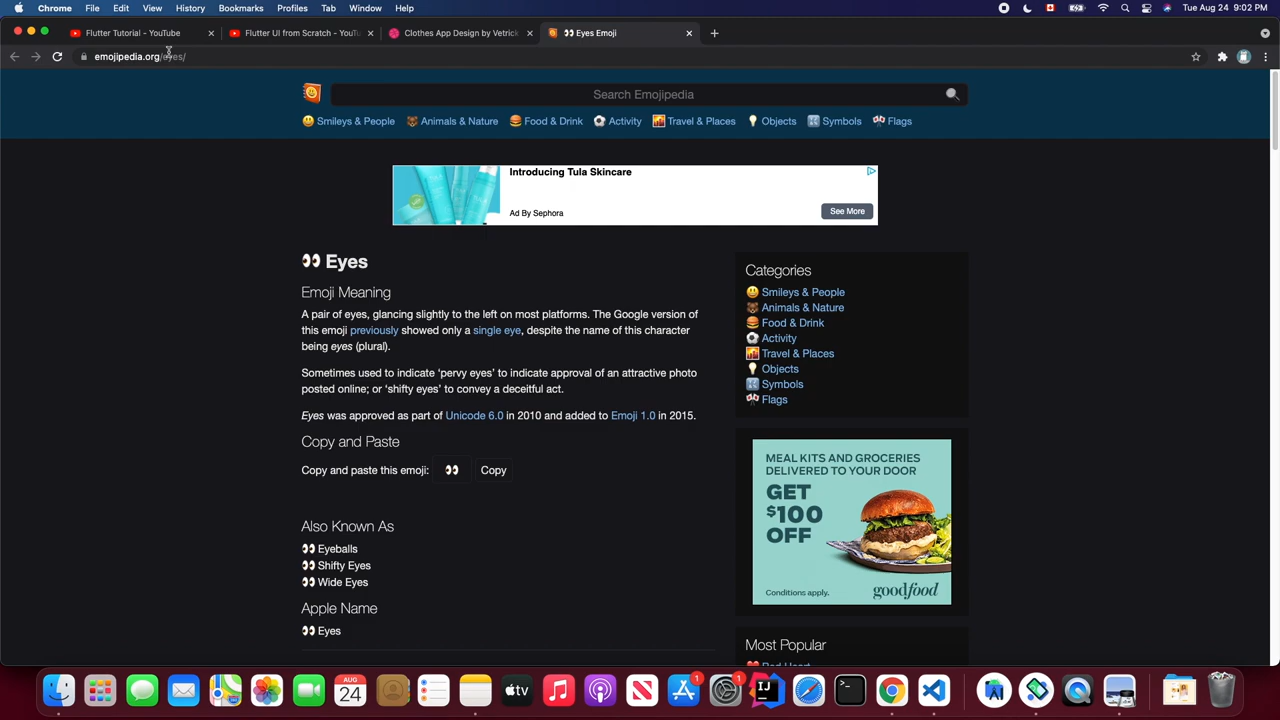 Chrome File Edit View History Bookmarks Profiles Tab Window Help Tue Aug 24 9:02 PM
Flutter Tutorial - YouTube
Flutter UI from Scratch - YouTu
Clothes App Design by Vetrick
👀 Eyes Emoji
emojipedia.org/eyes/
Search Emojipedia
Smileys & People Animals & Nature Food & Drink Activity Travel & Places Objects Symbols Flags
Introducing Tula Skincare
Ad By Sephora
See More
👀 Eyes
Emoji Meaning
A pair of eyes, glancing slightly to the left on most platforms. The Google version of
this emoji previously showed only a single eye, despite the name of this character
being eyes (plural).
Sometimes used to indicate ‘pervy eyes’ to indicate approval of an attractive photo
posted online; or ‘shifty eyes’ to convey a deceitful act.
Eyes was approved as part of Unicode 6.0 in 2010 and added to Emoji 1.0 in 2015.
Copy and Paste
Copy and paste this emoji: 👀 Copy
Also Known As
👀 Eyeballs
👀 Shifty Eyes
👀 Wide Eyes
Apple Name
👀 Eyes
Categories
Smileys & People
Animals & Nature
Food & Drink
Activity
Travel & Places
Objects
Symbols
Flags
MEAL KITS AND GROCERIES
DELIVERED TO YOUR DOOR
GET
$100
OFF
Conditions apply.
goodfood
Most Popular
Red Heart
AUG
24
tv
1
1
IJ